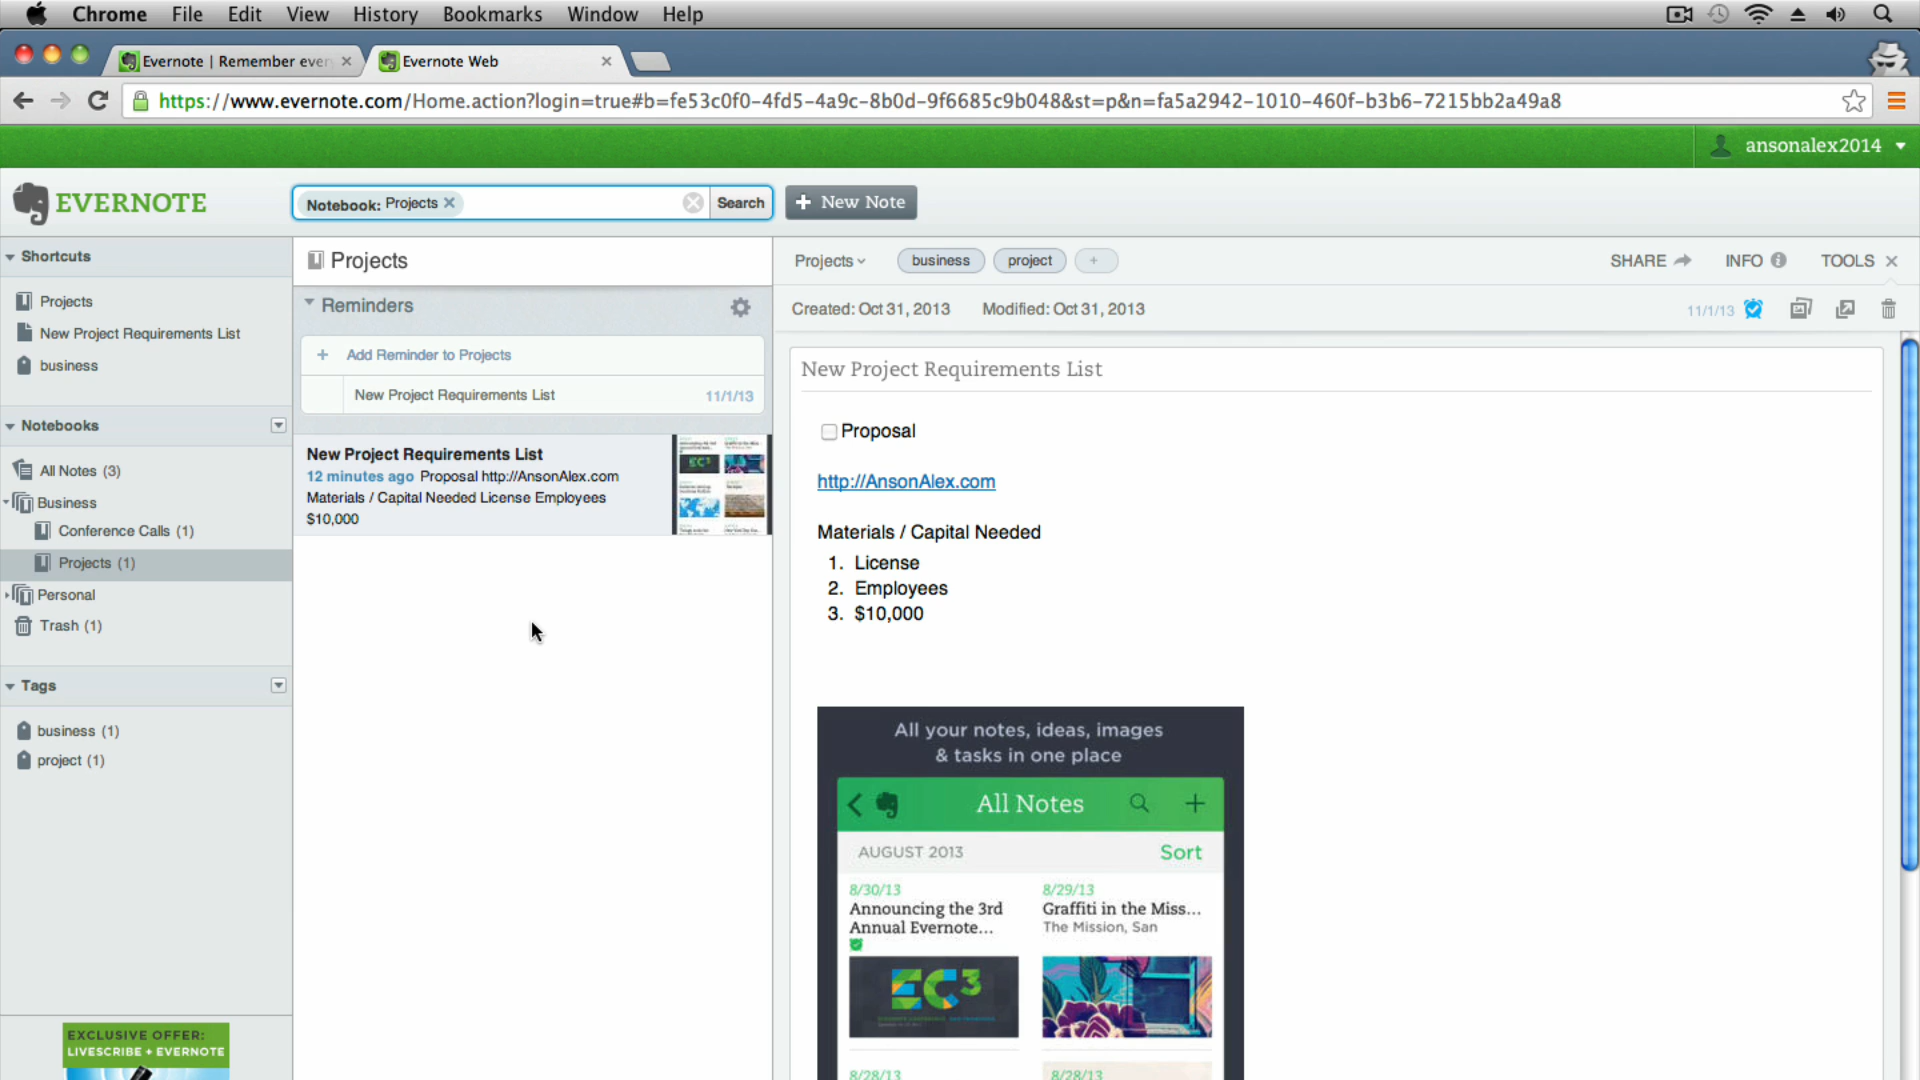 Chrome File Edit View History Bookmarks Window Help
Evernote | Remember ever
Evernote Web
https://www.evernote.com/Home.action?login=true#b=fe53c0f0-4fd5-4a9c-8b0d-9f6685c9b048&st=p&n=fa5a2942-1010-460f-b3b6-7215bb2a49a8
ansonalex2014
EVERNOTE
Notebook: Projects
Search
+ New Note
Shortcuts
Projects
New Project Requirements List
business
Notebooks
All Notes (3)
Business
Conference Calls (1)
Projects (1)
Personal
Trash (1)
Tags
business (1)
project (1)
EXCLUSIVE OFFER:
LIVESCRIBE + EVERNOTE
Projects
Reminders
+ Add Reminder to Projects
New Project Requirements List 11/1/13
New Project Requirements List
12 minutes ago Proposal http://AnsonAlex.com
Materials / Capital Needed License Employees
$10,000
Projects business project +
SHARE INFO TOOLS
Created: Oct 31, 2013 Modified: Oct 31, 2013 11/1/13
New Project Requirements List
Proposal
http://AnsonAlex.com
Materials / Capital Needed
1. License
2. Employees
3. $10,000
All your notes, ideas, images
& tasks in one place
All Notes
AUGUST 2013 Sort
8/30/13
Announcing the 3rd
Annual Evernote...
EC3
8/29/13
Graffiti in the Miss...
The Mission, San
8/28/13
8/28/13